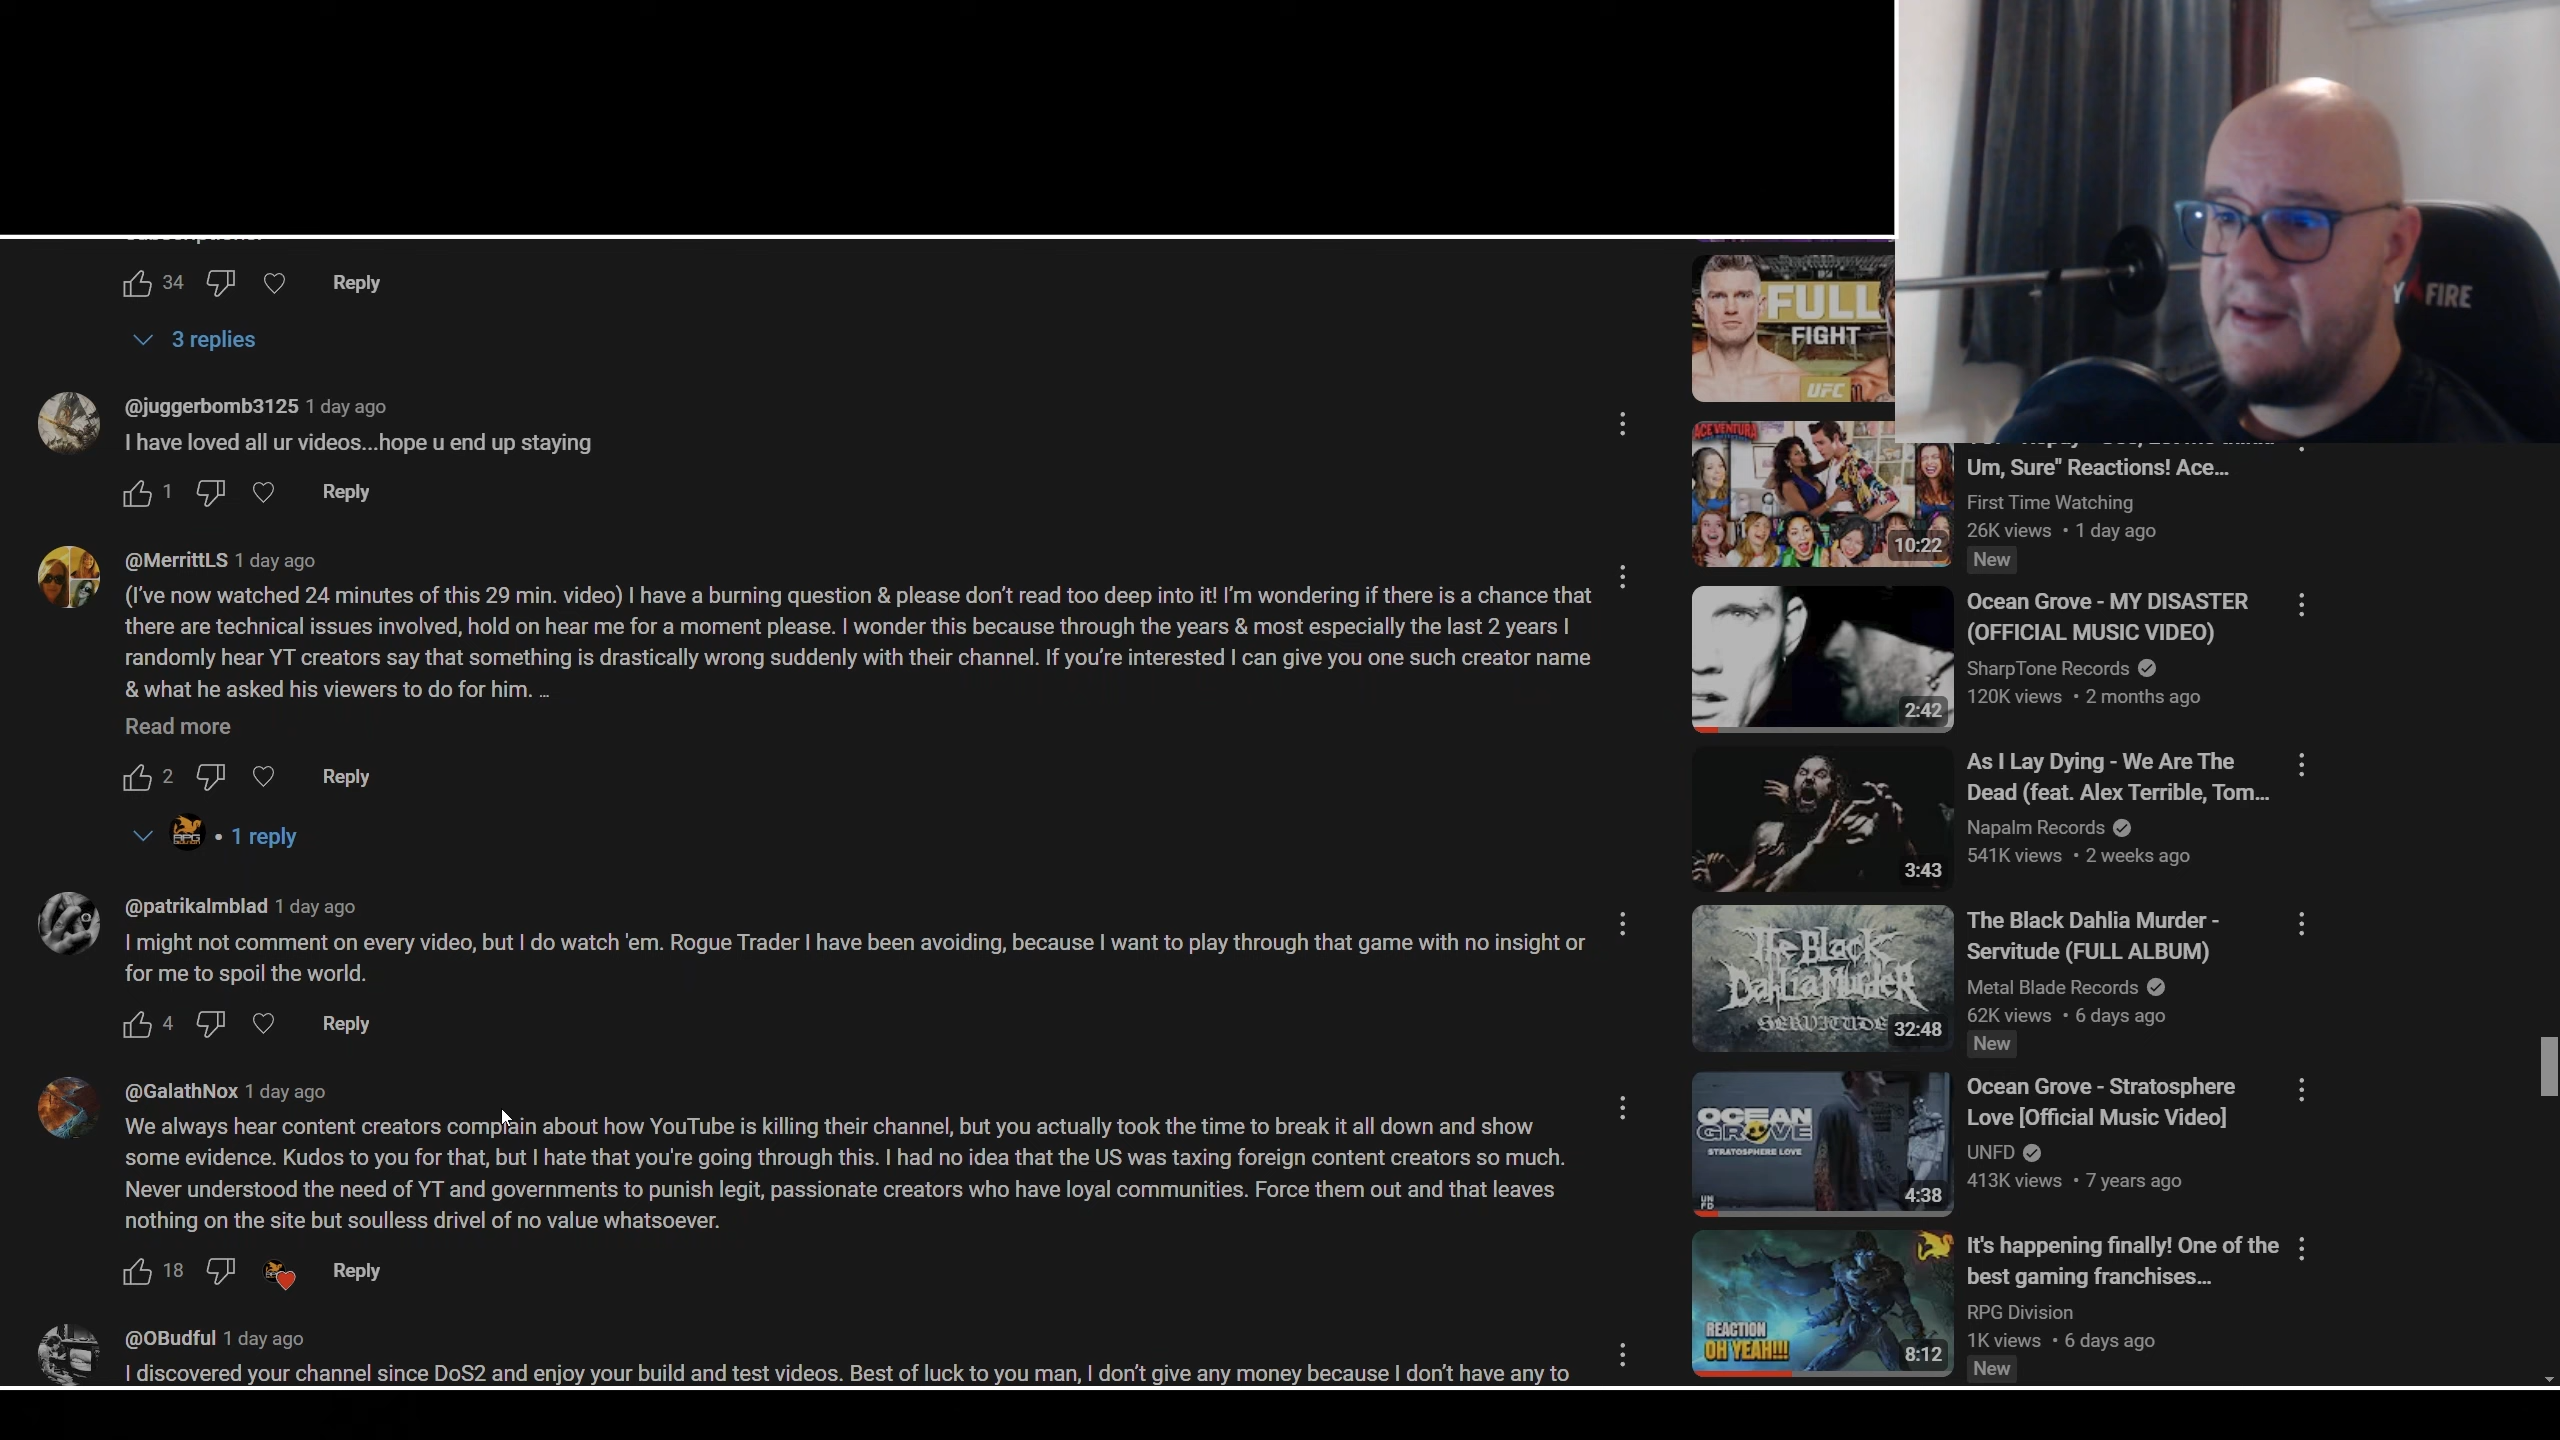 34 Reply
3 replies
@juggerbomb3125 1 day ago
I have loved all ur videos...hope u end up staying
1 Reply
@MerrittLS 1 day ago
(I've now watched 24 minutes of this 29 min. video) I have a burning question & please don't read too deep into it! I'm wondering if there is a chance that
there are technical issues involved, hold on hear me for a moment please. I wonder this because through the years & most especially the last 2 years I
randomly hear YT creators say that something is drastically wrong suddenly with their channel. If you're interested I can give you one such creator name
& what he asked his viewers to do for him. ...
Read more
2 Reply
• 1 reply
@patrikalmblad 1 day ago
I might not comment on every video, but I do watch 'em. Rogue Trader I have been avoiding, because I want to play through that game with no insight or
for me to spoil the world.
4 Reply
@GalathNox 1 day ago
We always hear content creators complain about how YouTube is killing their channel, but you actually took the time to break it all down and show
some evidence. Kudos to you for that, but I hate that you're going through this. I had no idea that the US was taxing foreign content creators so much.
Never understood the need of YT and governments to punish legit, passionate creators who have loyal communities. Force them out and that leaves
nothing on the site but soulless drivel of no value whatsoever.
18 Reply
@OBudful 1 day ago
I discovered your channel since DoS2 and enjoy your build and test videos. Best of luck to you man, I don't give any money because I don't have any to
FULL
FIGHT
UFC
FIRE
ACE VENTURA
10:22
Um, Sure" Reactions! Ace...
First Time Watching
26K views • 1 day ago
New
2:42
Ocean Grove - MY DISASTER
(OFFICIAL MUSIC VIDEO)
SharpTone Records
120K views • 2 months ago
3:43
As I Lay Dying - We Are The
Dead (feat. Alex Terrible, Tom...
Napalm Records
541K views • 2 weeks ago
The Black
Dahlia Murder
SERVITUDE
32:48
The Black Dahlia Murder -
Servitude (FULL ALBUM)
Metal Blade Records
62K views • 6 days ago
New
OCEAN
GROVE
STRATOSPHERE LOVE
UNFD
4:38
Ocean Grove - Stratosphere
Love [Official Music Video]
UNFD
413K views • 7 years ago
REACTION
OH YEAH!!!
8:12
It's happening finally! One of the
best gaming franchises...
RPG Division
1K views • 6 days ago
New